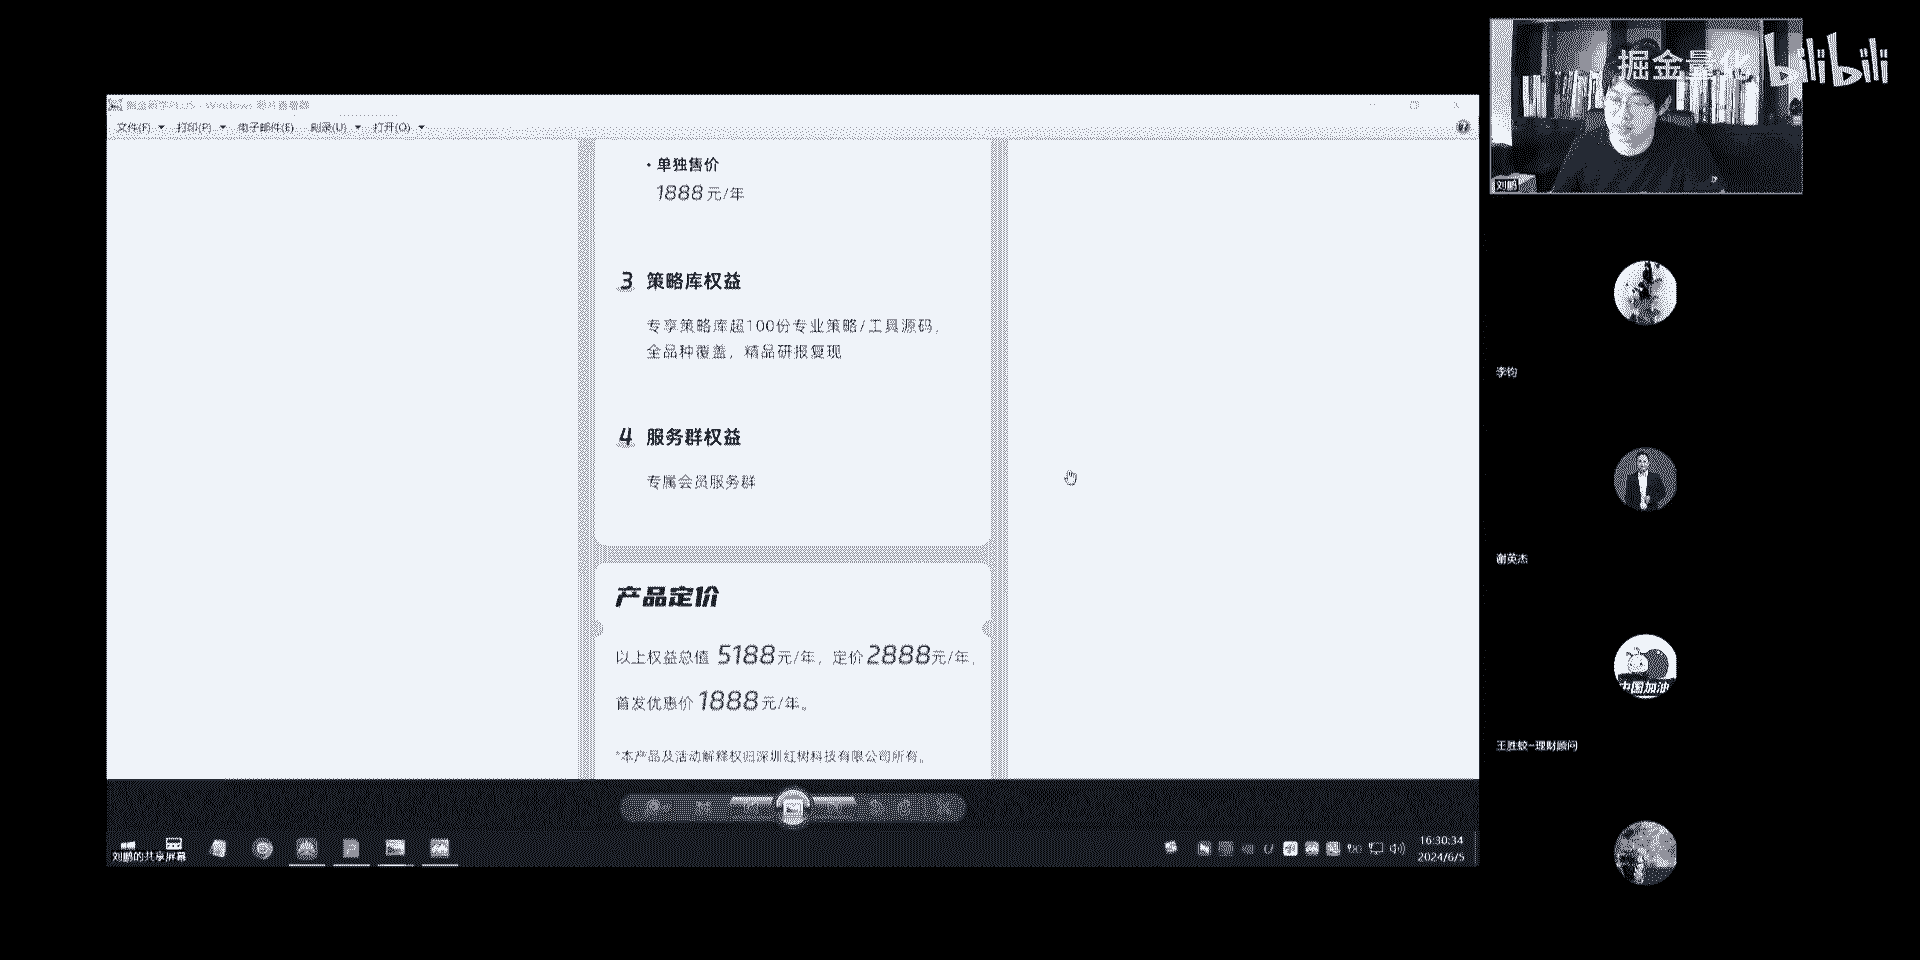 掘金量化 bilibili
文件(F) 打印(P) 电子邮件(E) 刻录(U) 打开(O)
刘鹏
• 单独售价
1888元/年
3 策略库权益
专享策略库超100份专业策略/工具源码，
全品种覆盖，精品研报复现
4 服务群权益
专属会员服务群
产品定价
以上权益总值 5188元/年，定价2888元/年，
首发优惠价 1888元/年。
*本产品及活动解释权归深圳红树科技有限公司所有。
李钧
谢英杰
中国加油
王胜蛟-理财顾问
刘鹏的共享屏幕
16:30:34
2024/6/5